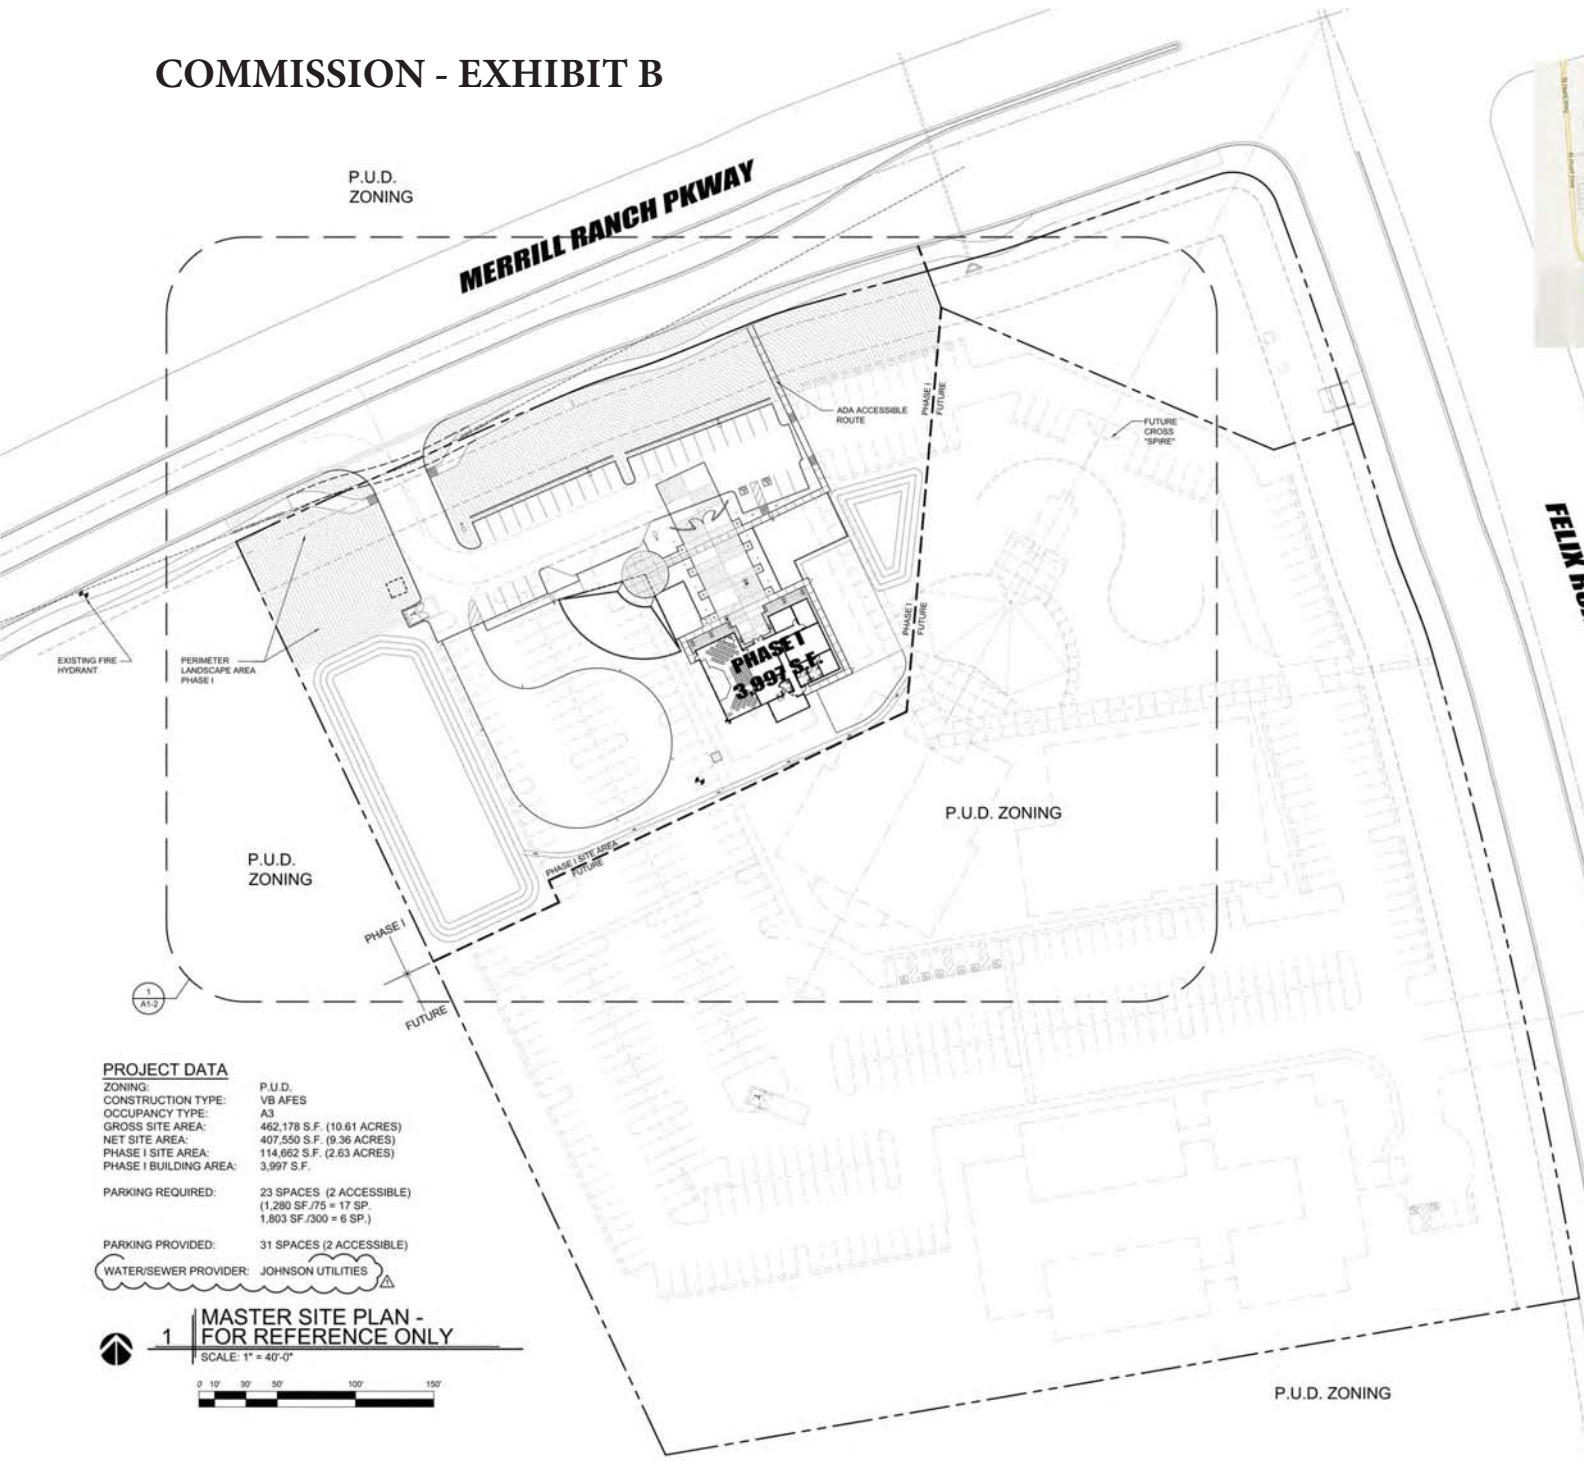 COMMISSION - EXHIBIT B
P.U.D.
ZONING
MERRILL RANCH PKWAY
ADA ACCESSIBLE
ROUTE
PHASE I
FUTURE
FUTURE
CROSS
"SPIRE"
FELIX
PHASE I
FUTURE
EXISTING FIRE
HYDRANT
PERIMETER
LANDSCAPE AREA
PHASE I
PHASE I
3,997 S.F.
P.U.D. ZONING
PHASE I SITE AREA
FUTURE
P.U.D.
ZONING
PHASE I
FUTURE
1
A1-2
PROJECT DATA
ZONING: P.U.D.
CONSTRUCTION TYPE: VB AFES
OCCUPANCY TYPE: A3
GROSS SITE AREA: 462,178 S.F. (10.61 ACRES)
NET SITE AREA: 407,550 S.F. (9.36 ACRES)
PHASE I SITE AREA: 114,662 S.F. (2.63 ACRES)
PHASE I BUILDING AREA: 3,997 S.F.
PARKING REQUIRED: 23 SPACES (2 ACCESSIBLE)
(1,280 SF./75 = 17 SP.
1,803 SF./300 = 6 SP.)
PARKING PROVIDED: 31 SPACES (2 ACCESSIBLE)
WATER/SEWER PROVIDER: JOHNSON UTILITIES
1
MASTER SITE PLAN -
FOR REFERENCE ONLY
SCALE: 1" = 40'-0"
0 10' 30' 50' 100' 150'
P.U.D. ZONING